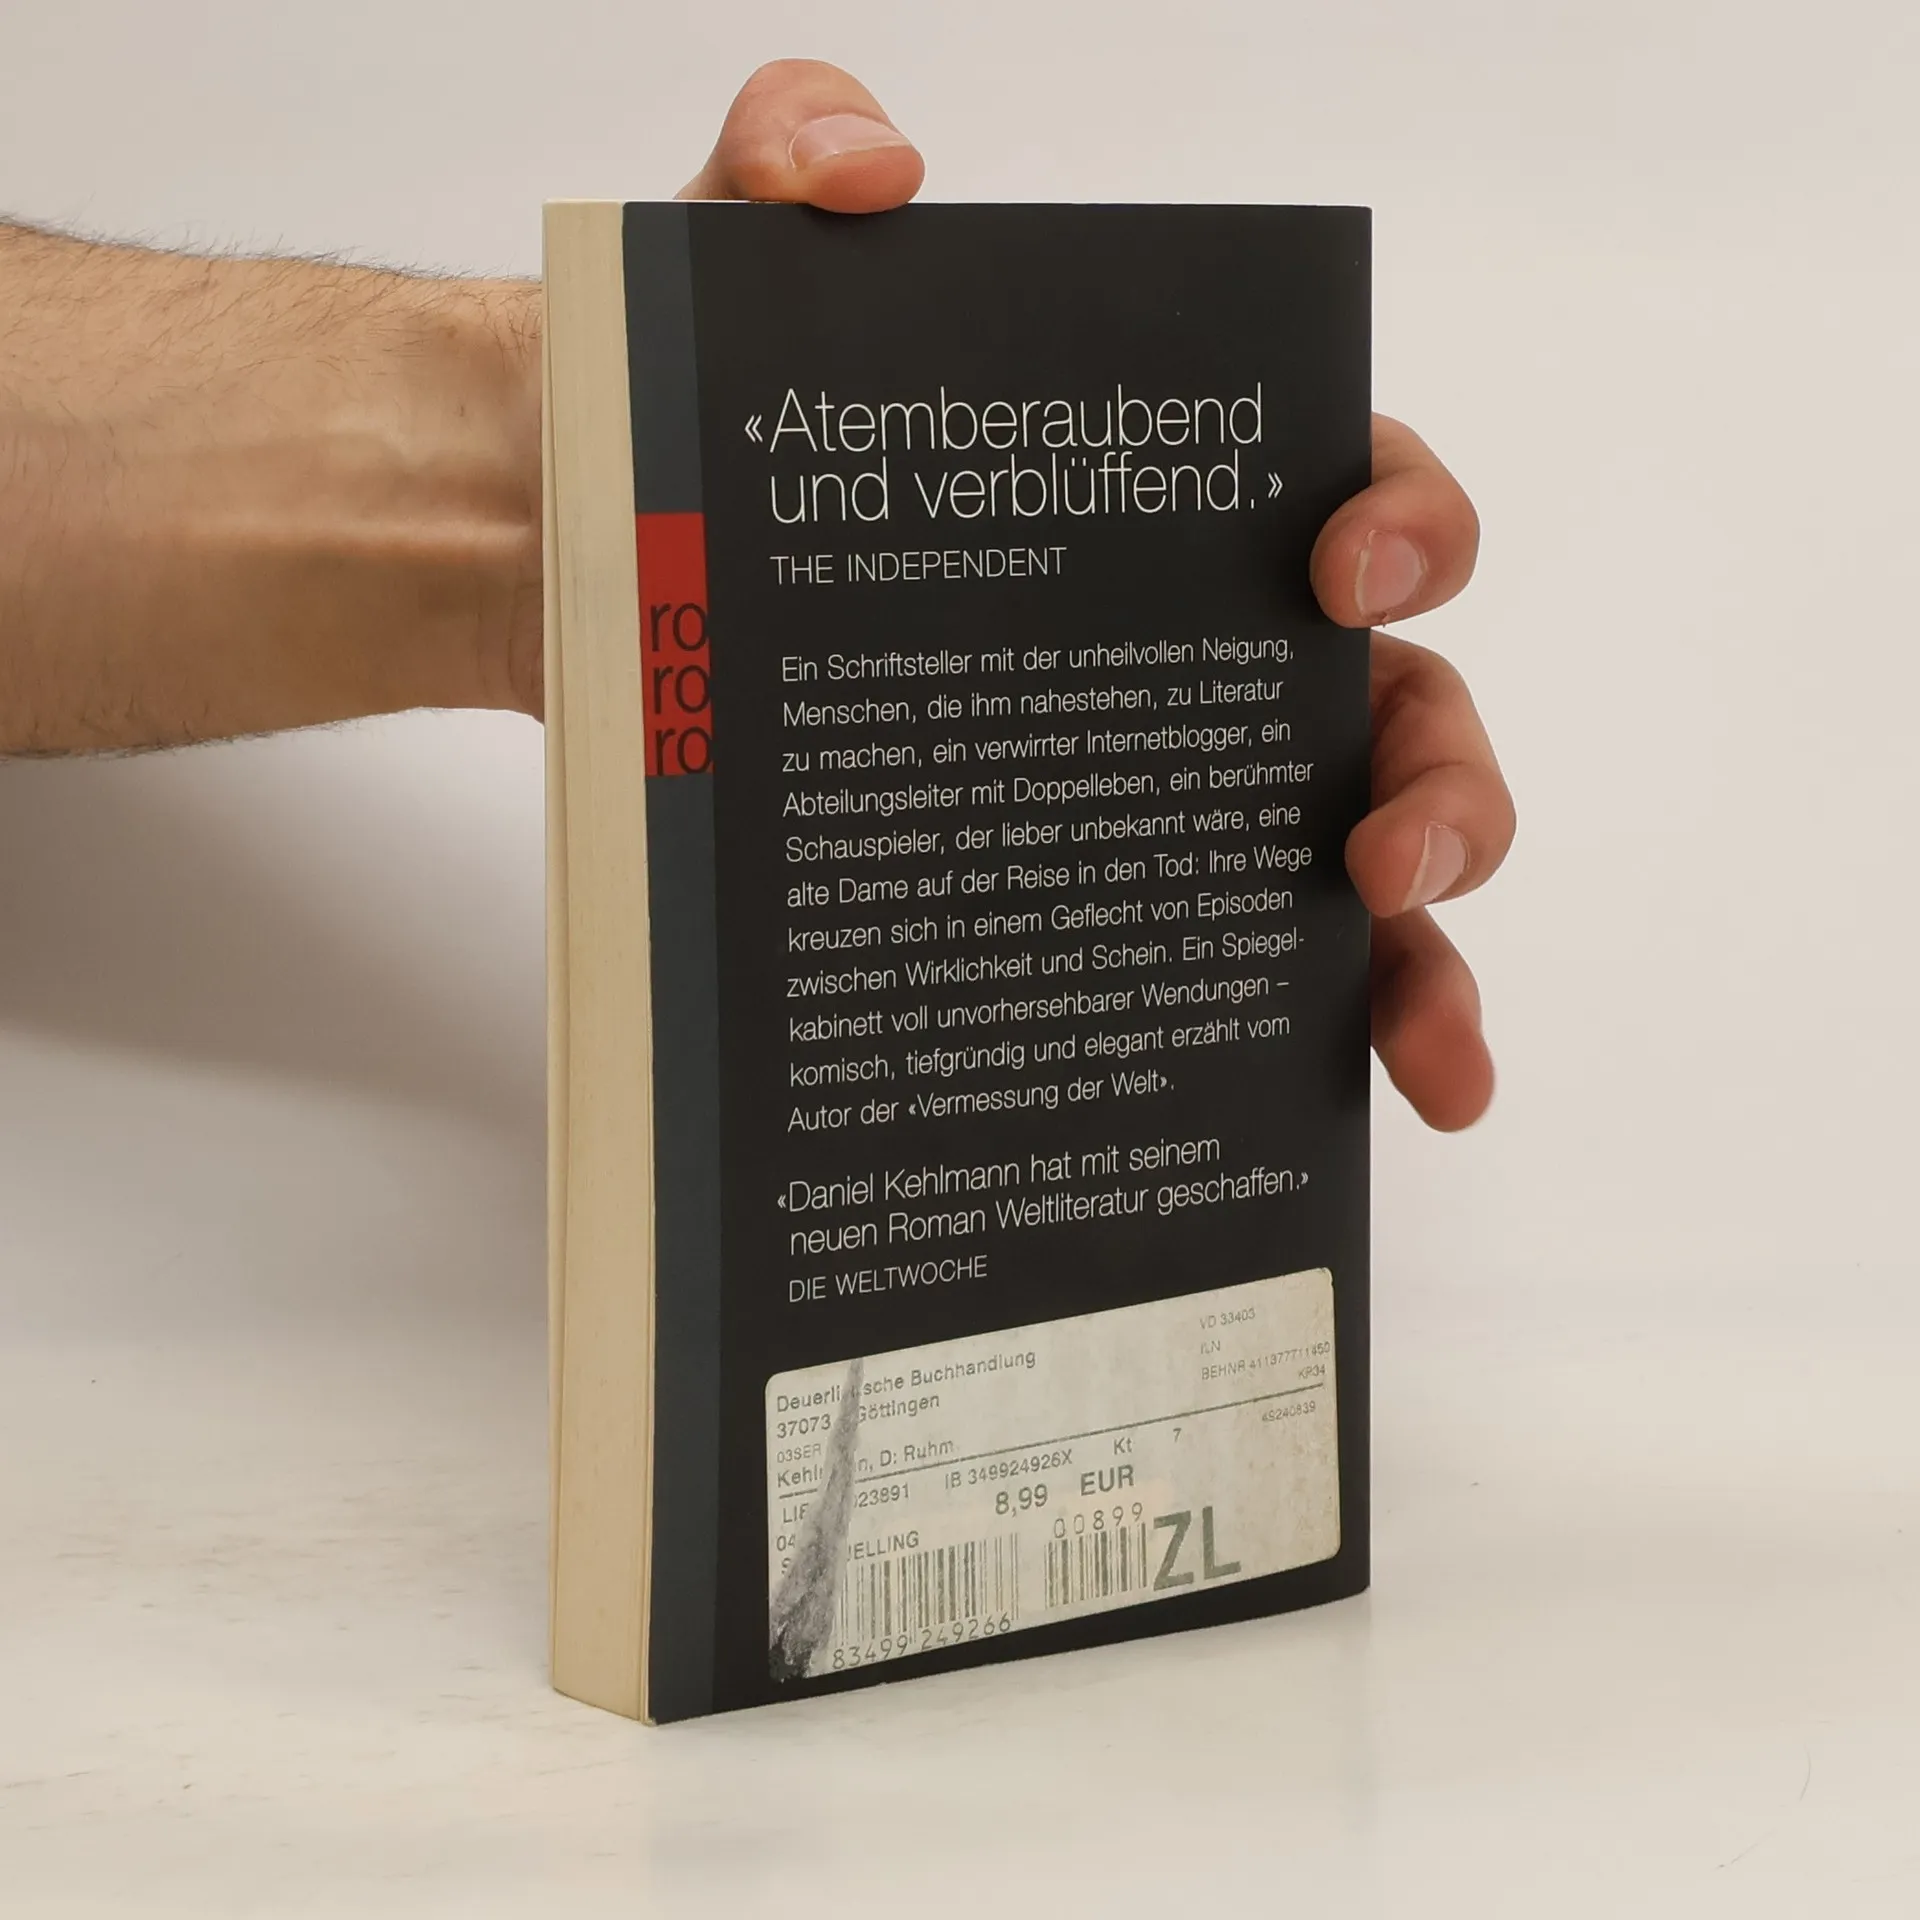 «Atemberaubend
und verblüffend.»
THE INDEPENDENT
ro
ro
ro
Ein Schriftsteller mit der unheilvollen Neigung,
Menschen, die ihm nahestehen, zu Literatur
zu machen, ein verwirrter Internetblogger, ein
Abteilungsleiter mit Doppelleben, ein berühmter
Schauspieler, der lieber unbekannt wäre, eine
alte Dame auf der Reise in den Tod: Ihre Wege
kreuzen sich in einem Geflecht von Episoden
zwischen Wirklichkeit und Schein. Ein Spiegel-
kabinett voll unvorhersehbarer Wendungen –
komisch, tiefgründig und elegant erzählt vom
Autor der «Vermessung der Welt».
«Daniel Kehlmann hat mit seinem
neuen Roman Weltliteratur geschaffen.»
DIE WELTWOCHE
VD 33403
BEHNR 411377711450
KP34
Buchhandlung
37073 Göttingen
49240839
03SER
D: Ruhm
Kt 7
IB 349924926X
8,99 EUR
00899
ZL
83499 249266